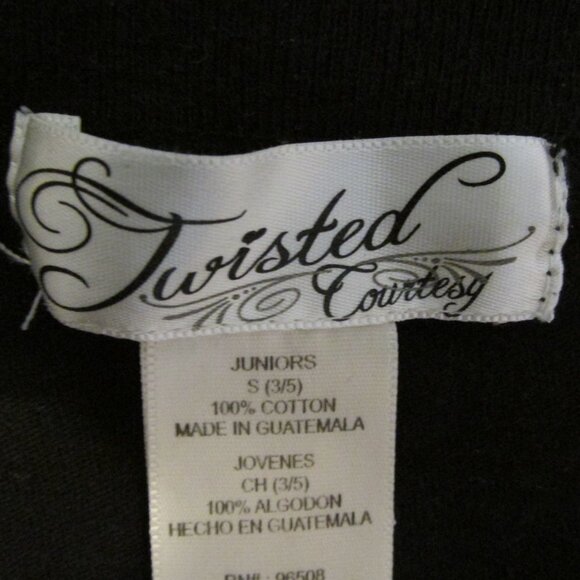 Twisted
Courtesy
JUNIORS
S (3/5)
100% COTTON
MADE IN GUATEMALA
JOVENES
CH (3/5)
100% ALGODON
HECHO EN GUATEMALA
96508